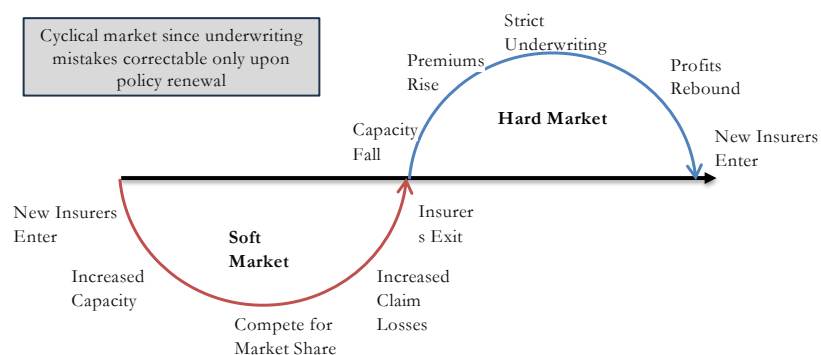 Cyclical market since underwriting
mistakes correctable only upon
policy renewal
Strict
Underwriting
Premiums
Rise
Profits
Rebound
Hard Market
Capacity
Fall
New Insurers
Enter
New Insurers
Enter
Soft
Market
Insurer
s Exit
Increased
Capacity
Increased
Claim
Losses
Compete for
Market Share